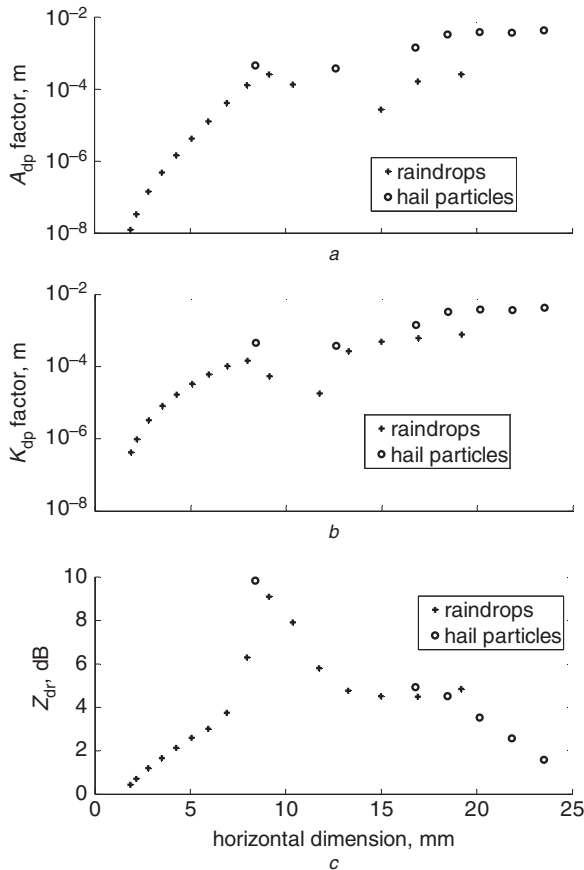 10⁻²
10⁻⁴
10⁻⁶
10⁻⁸
A_dp factor, m
raindrops
hail particles
a
10⁻²
10⁻⁴
10⁻⁶
10⁻⁸
K_dp factor, m
raindrops
hail particles
b
10
8
6
4
2
0
Z_dr, dB
raindrops
hail particles
0 5 10 15 20 25
horizontal dimension, mm
c